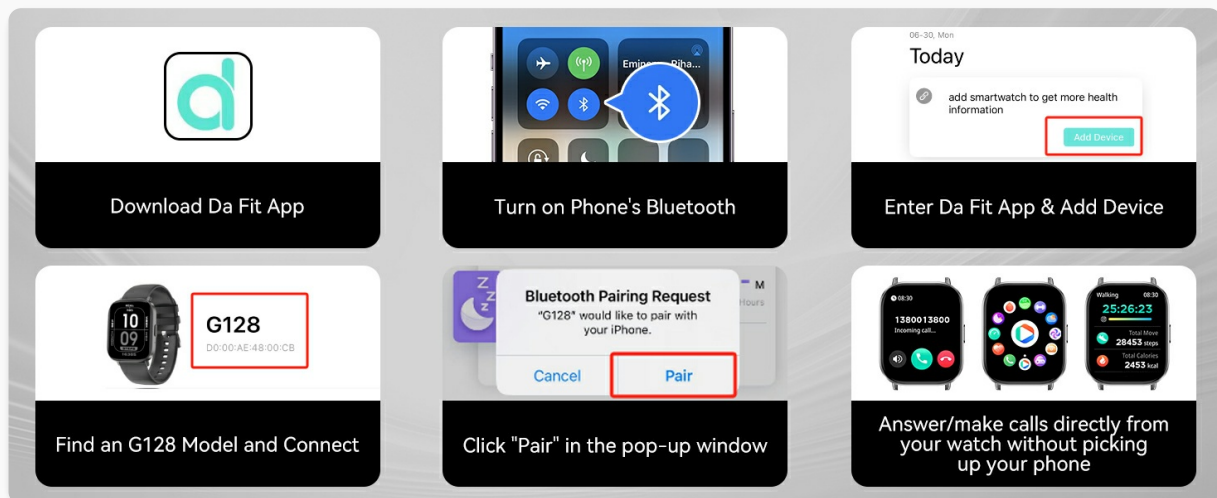 Download Da Fit App
Eminem Riha...
Turn on Phone's Bluetooth
06-30, Mon
Today
add smartwatch to get more health
information
Add Device
Enter Da Fit App & Add Device
10
09
G128
D0:00:AE:48:00:CB
Find an G128 Model and Connect
Z
Z
Z
M
Hours
Bluetooth Pairing Request
"G128" would like to pair with
your iPhone.
Cancel
Pair
Click "Pair" in the pop-up window
08:30
1380013800
Incoming call...
Walking 08:30
25:26:23
Total Move
28453 steps
Total Calories
2453 kcal
Answer/make calls directly from
your watch without picking
up your phone